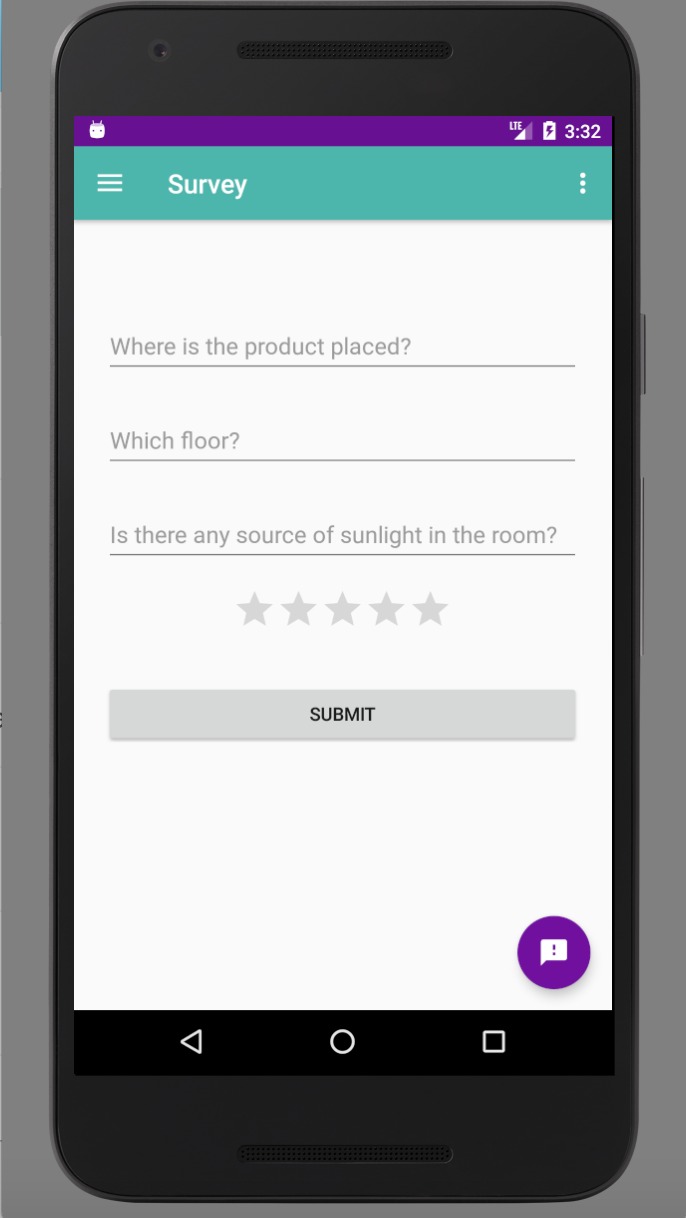 LTE 3:32
Survey
Where is the product placed?
Which floor?
Is there any source of sunlight in the room?
SUBMIT